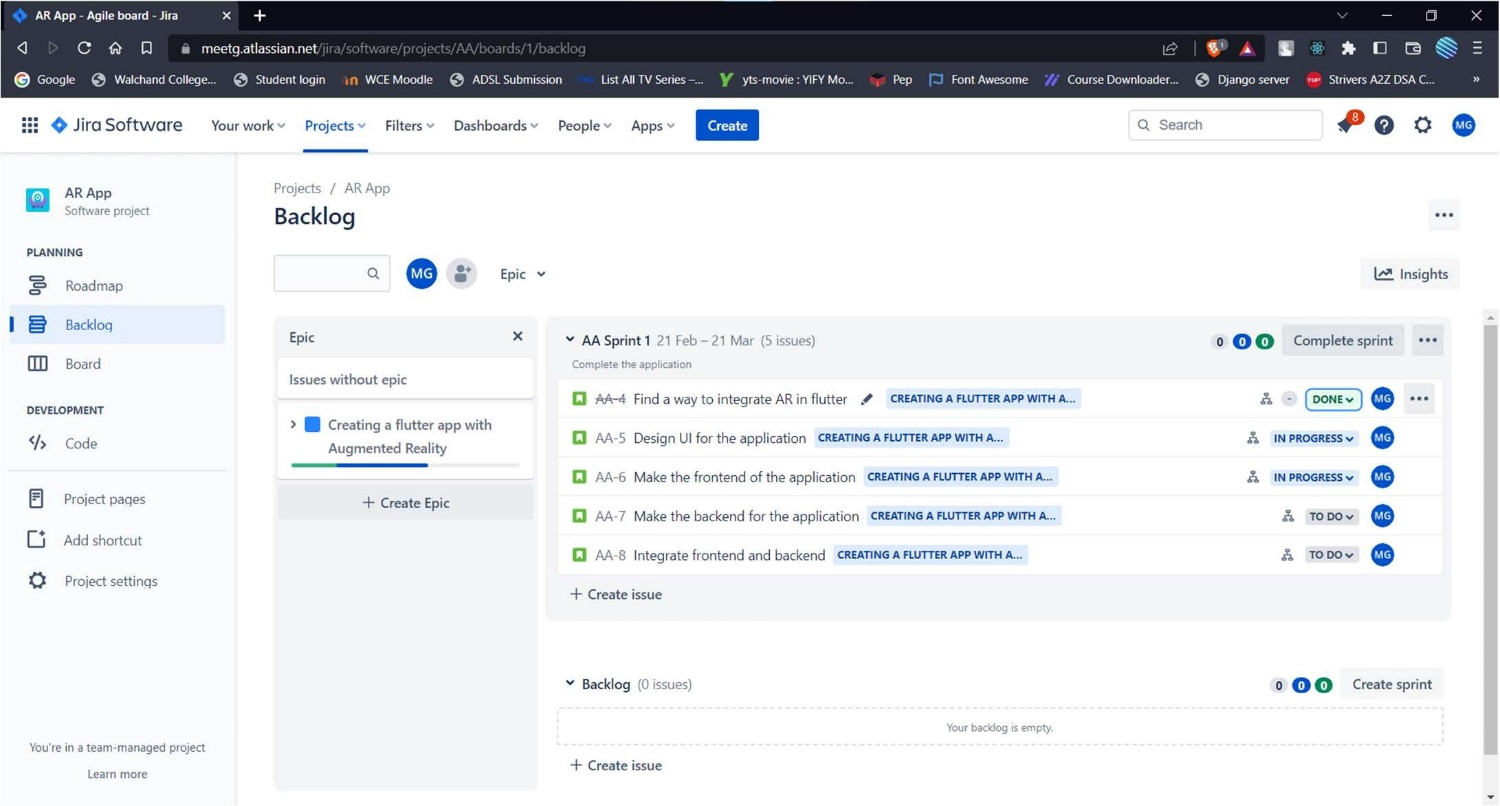 AR App - Agile board - Jira
meetg.atlassian.net/jira/software/projects/AA/boards/1/backlog
1
Google Walchand College... Student login WCE Moodle ADSL Submission List All TV Series –... yts-movie : YIFY Mo... Pep Font Awesome Course Downloader... Django server Strivers A2Z DSA C... »
Jira Software Your work Projects Filters Dashboards People Apps Create Search 8 MG
AR App
Software project
PLANNING
Roadmap
Backlog
Board
DEVELOPMENT
Code
Project pages
Add shortcut
Project settings
You're in a team-managed project
Learn more
Projects / AR App
Backlog
MG Epic Insights
Epic
Issues without epic
Creating a flutter app with
Augmented Reality
+ Create Epic
AA Sprint 1 21 Feb – 21 Mar (5 issues) 0 0 0 Complete sprint
Complete the application
AA-4 Find a way to integrate AR in flutter CREATING A FLUTTER APP WITH A... - DONE MG
AA-5 Design UI for the application CREATING A FLUTTER APP WITH A... IN PROGRESS MG
AA-6 Make the frontend of the application CREATING A FLUTTER APP WITH A... IN PROGRESS MG
AA-7 Make the backend for the application CREATING A FLUTTER APP WITH A... TO DO MG
AA-8 Integrate frontend and backend CREATING A FLUTTER APP WITH A... TO DO MG
+ Create issue
Backlog (0 issues) 0 0 0 Create sprint
Your backlog is empty.
+ Create issue